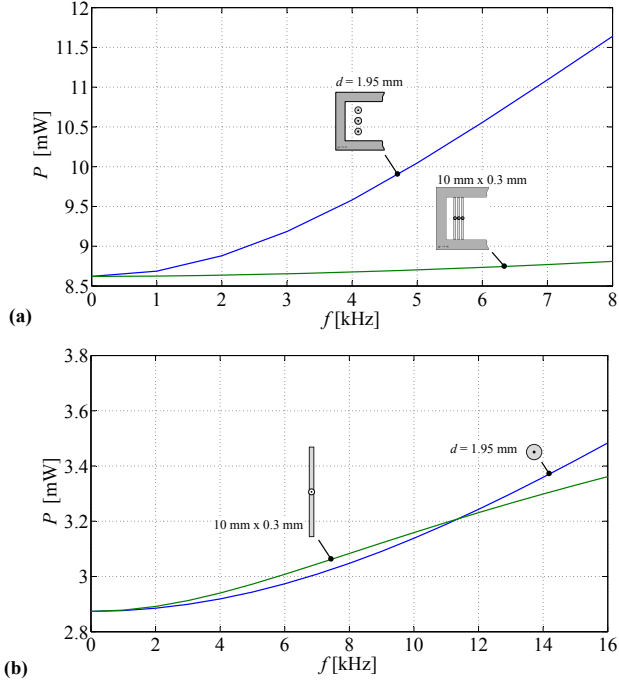 12
11.5
11
10.5
10
9.5
9
8.5
P [mW]
d = 1.95 mm
10 mm x 0.3 mm
0 1 2 3 4 5 6 7 8
f [kHz]
(a)
3.8
3.6
3.4
3.2
3
2.8
P [mW]
d = 1.95 mm
10 mm x 0.3 mm
0 2 4 6 8 10 12 14 16
f [kHz]
(b)